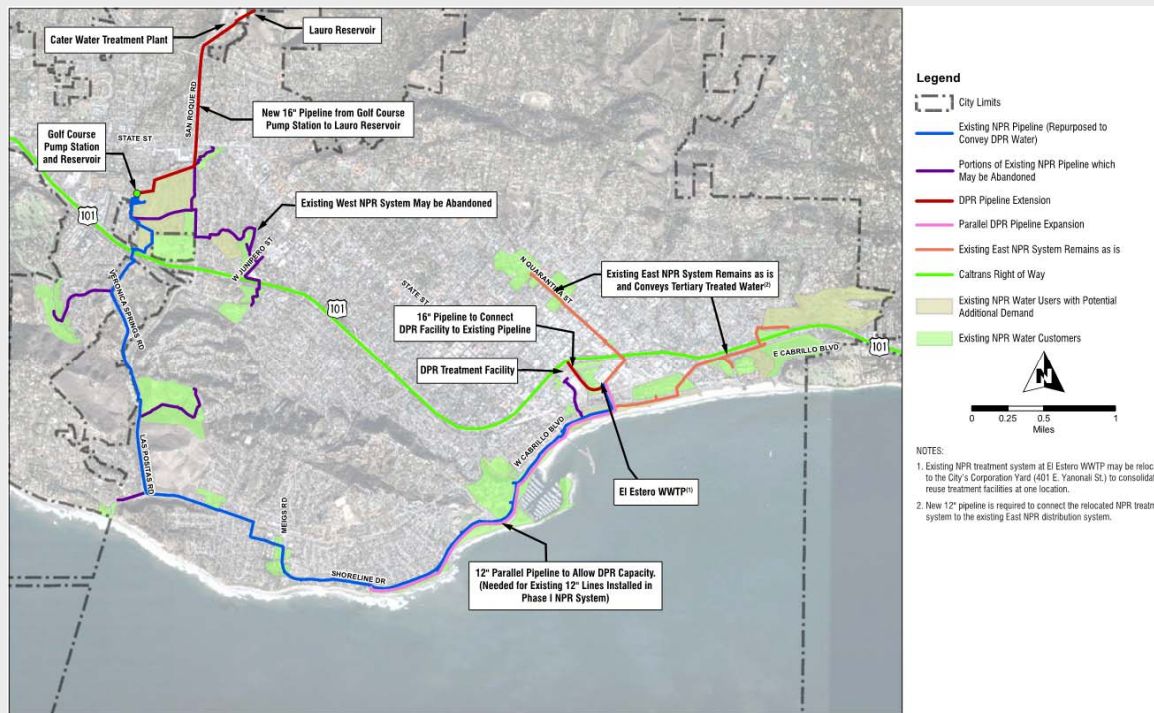 Cater Water Treatment Plant
Lauro Reservoir
SAN ROQUE RD
New 16" Pipeline from Golf Course
Pump Station to Lauro Reservoir
STATE ST
Golf Course
Pump Station
and Reservoir
101
Existing West NPR System May be Abandoned
W JUNIPERO ST
VERONICA SPRINGS RD
101
STATE ST
N QUARANTINA ST
Existing East NPR System Remains as is
and Conveys Tertiary Treated Water(2)
16" Pipeline to Connect
DPR Facility to Existing Pipeline
DPR Treatment Facility
E CABRILLO BLVD
101
LAS POSITAS RD
W CABRILLO BLVD
El Estero WWTP(1)
MEIGS RD
SHORELINE DR
12" Parallel Pipeline to Allow DPR Capacity.
(Needed for Existing 12" Lines Installed in
Phase I NPR System)
Legend
City Limits
Existing NPR Pipeline (Repurposed to
Convey DPR Water)
Portions of Existing NPR Pipeline which
May be Abandoned
DPR Pipeline Extension
Parallel DPR Pipeline Expansion
Existing East NPR System Remains as is
Caltrans Right of Way
Existing NPR Water Users with Potential
Additional Demand
Existing NPR Water Customers
N
0 0.25 0.5 1
Miles
NOTES:
1. Existing NPR treatment system at El Estero WWTP may be reloc
to the City's Corporation Yard (401 E. Yanonali St.) to consolidat
reuse treatment facilities at one location.
2. New 12" pipeline is required to connect the relocated NPR treatm
system to the existing East NPR distribution system.